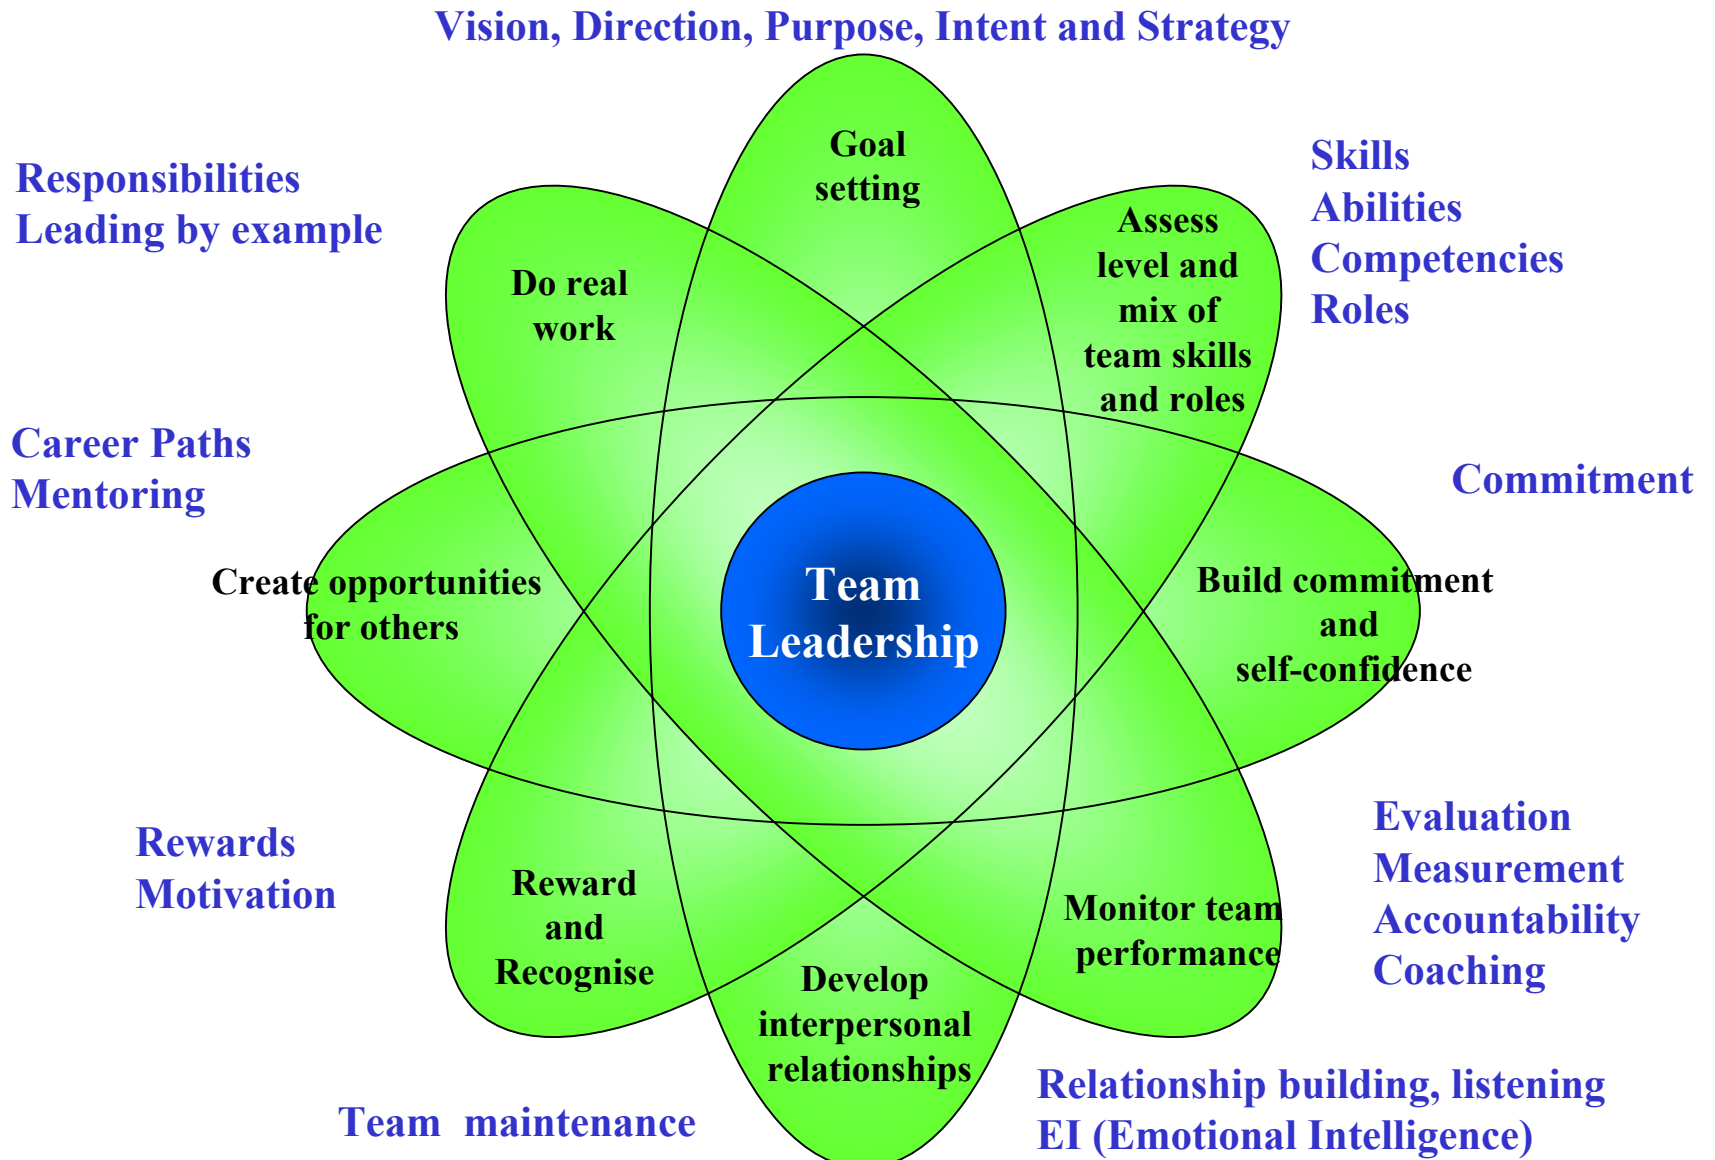 Vision, Direction, Purpose, Intent and Strategy
Goal
setting
Skills
Abilities
Competencies
Roles
Responsibilities
Leading by example
Assess
level and
mix of
team skills
and roles
Do real
work
Career Paths
Mentoring
Commitment
Create opportunities
for others
Team
Leadership
Build commitment
and
self-confidence
Rewards
Motivation
Evaluation
Measurement
Accountability
Coaching
Reward
and
Recognise
Monitor team
performance
Develop
interpersonal
relationships
Team maintenance
Relationship building, listening
EI (Emotional Intelligence)